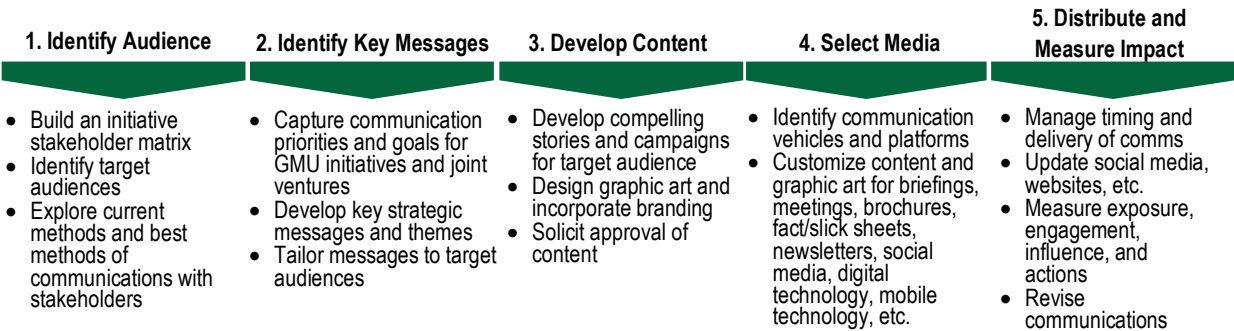 1. Identify Audience
• Build an initiative
stakeholder matrix
• Identify target
audiences
• Explore current
methods and best
methods of
communications with
stakeholders
2. Identify Key Messages
• Capture communication
priorities and goals for
GMU initiatives and joint
ventures
• Develop key strategic
messages and themes
• Tailor messages to target
audiences
3. Develop Content
• Develop compelling
stories and campaigns
for target audience
• Design graphic art and
incorporate branding
• Solicit approval of
content
4. Select Media
• Identify communication
vehicles and platforms
• Customize content and
graphic art for briefings,
meetings, brochures,
fact/slick sheets,
newsletters, social
media, digital
technology, mobile
technology, etc.
5. Distribute and
Measure Impact
• Manage timing and
delivery of comms
• Update social media,
websites, etc.
• Measure exposure,
engagement,
influence, and
actions
• Revise
communications